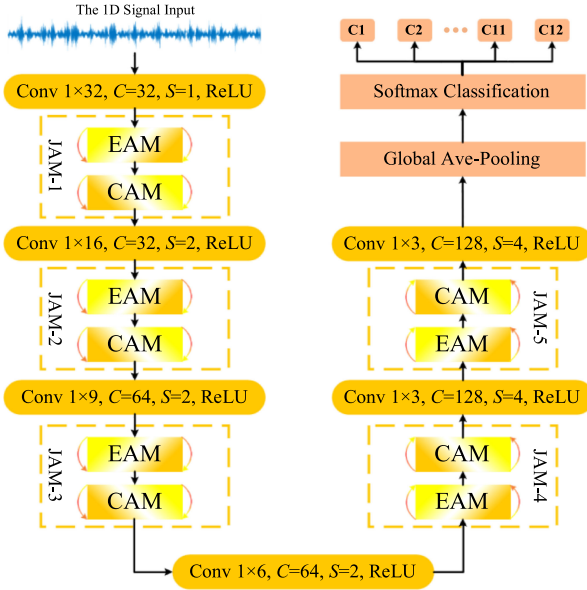 The 1D Signal Input
Conv 1×32, C=32, S=1, ReLU
JAM-1
EAM
CAM
Conv 1×16, C=32, S=2, ReLU
JAM-2
EAM
CAM
Conv 1×9, C=64, S=2, ReLU
JAM-3
EAM
CAM
Conv 1×6, C=64, S=2, ReLU
CAM
EAM
JAM-4
Conv 1×3, C=128, S=4, ReLU
CAM
EAM
JAM-5
Conv 1×3, C=128, S=4, ReLU
Global Ave-Pooling
Softmax Classification
C1 C2 ••• C11 C12